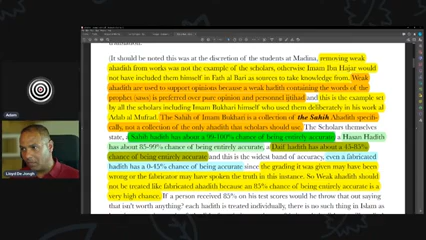 (It should be noted this was at the discretion of the students at Madina, removing weak
ahadith from works was not the example of the scholars, otherwise Imam Ibn Hajar would
not have included them himself in Fath al Bari as sources to take knowledge from. Weak
ahadith are used to support opinions because a weak hadith containing the words of the
prophet (saws) is preferred over pure opinion and personnel ijtihad and this is the example set
by all the scholars including Imam Bukhari himself who used them deliberately in his work al
Adab al Mufrad. The Sahih of Imam Bukhari is a collection of the Sahih Ahadith specifi-
cally, not a collection of the only ahadith that scholars should use. The Scholars themselves
state, a Sahih hadith has about a 99-100% chance of being entirely accurate a Hasan Hadith
has about 85-99% chance of being entirely accurate, a Daif hadith has about a 45-85%
chance of being entirely accurate and this is the widest band of accuracy, even a fabricated
hadith has a 0-45% chance of being accurate since the grading it was given may have been
wrong or the fabricator may have spoken the truth in this instance. So Weak ahadith should
not be treated like fabricated ahadith because an 85% chance of being entirely accurate is a
very high chance. If a person received 85% on his test scores would he throw that out saying
that isn't worth anything? each hadith is treated individually, there is no such thing in Islam as
Adam
Lloyd De Jongh